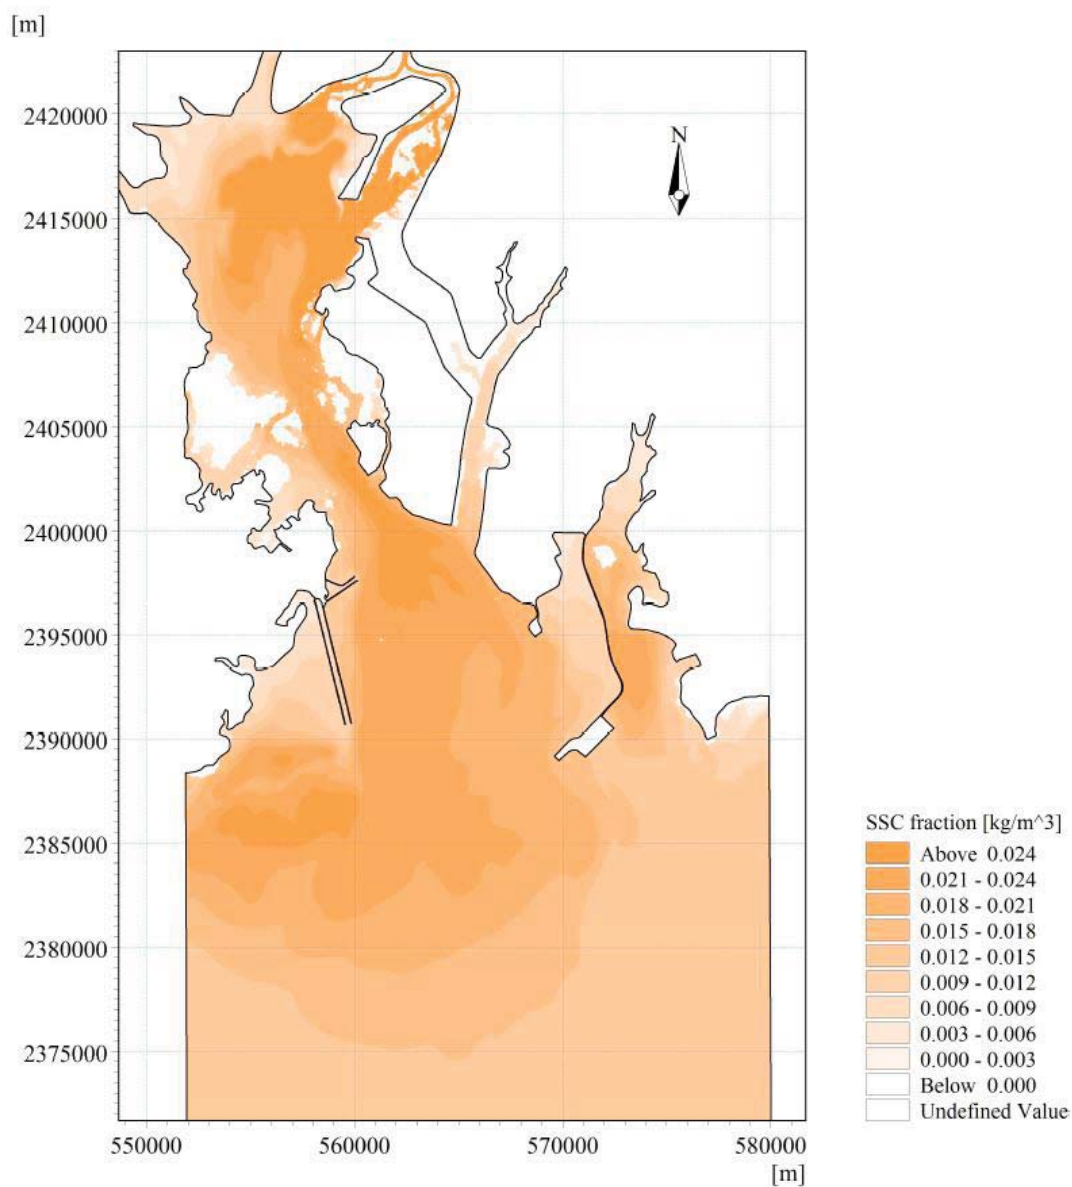 [m]
2420000
2415000
2410000
2405000
2400000
2395000
2390000
2385000
2380000
2375000
N
550000 560000 570000 580000
[m]
SSC fraction [kg/m^3]
Above 0.024
0.021 - 0.024
0.018 - 0.021
0.015 - 0.018
0.012 - 0.015
0.009 - 0.012
0.006 - 0.009
0.003 - 0.006
0.000 - 0.003
Below 0.000
Undefined Value